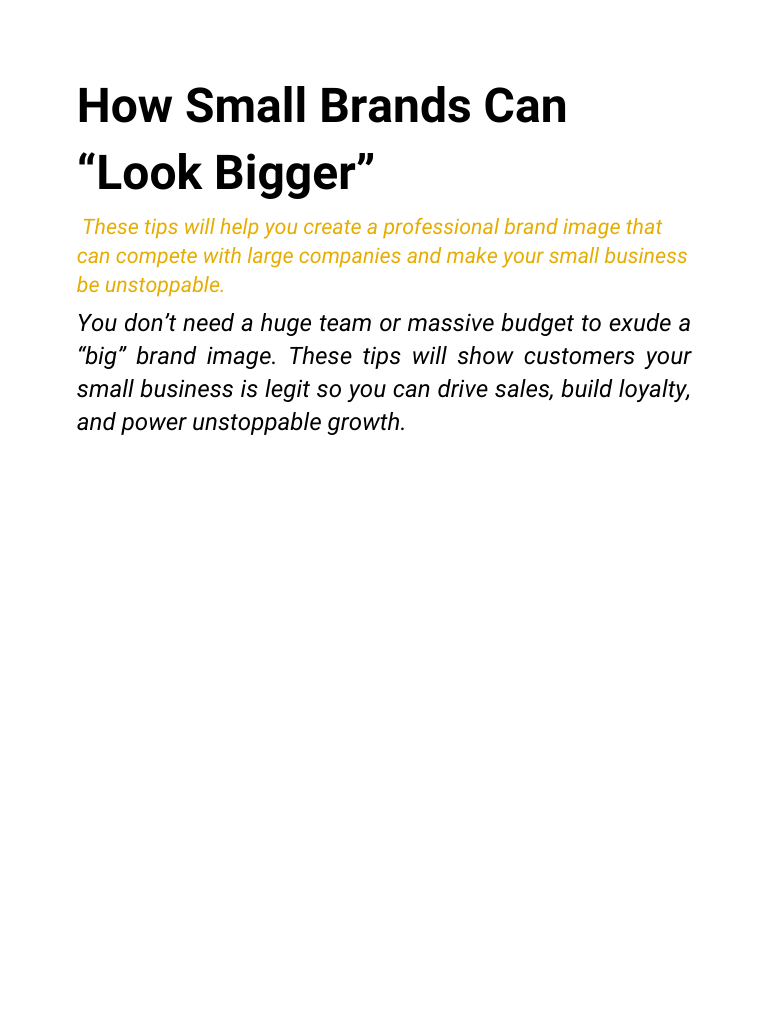 How Small Brands Can
“Look Bigger”
These tips will help you create a professional brand image that
can compete with large companies and make your small business
be unstoppable.
You don’t need a huge team or massive budget to exude a
“big” brand image. These tips will show customers your
small business is legit so you can drive sales, build loyalty,
and power unstoppable growth.